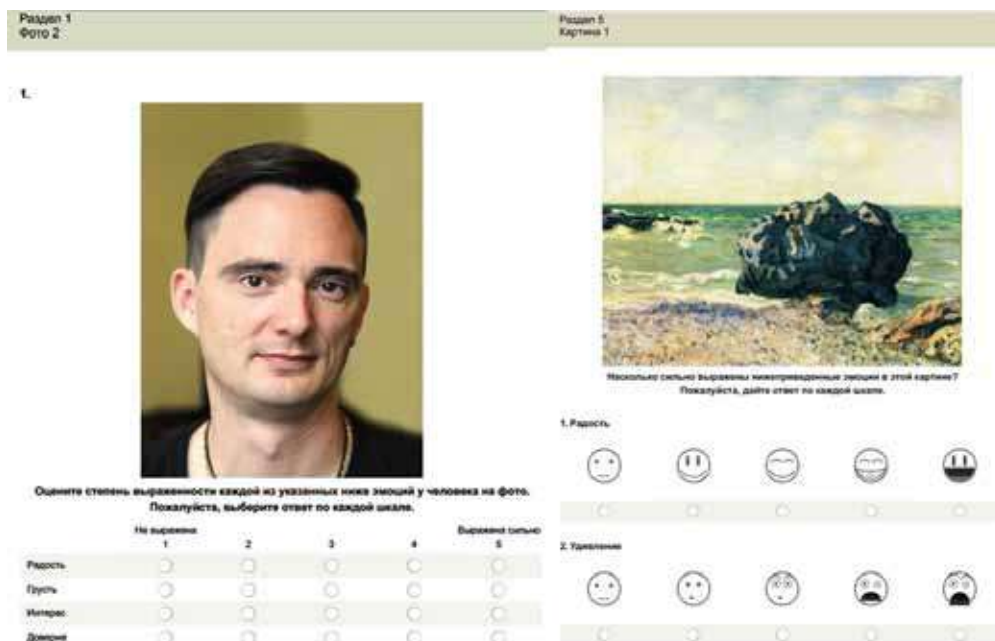 Раздел 1
Фото 2
1.
Оцените степень выраженности каждой из указанных ниже эмоций у человека на фото.
Пожалуйста, выберите ответ по каждой шкале.
Не выражена
Выражена сильно
1 2 3 4 5
Радость
Грусть
Интерес
Доверие
Раздел 5
Картина 1
Насколько сильно выражены нижеприведенные эмоции в этой картине?
Пожалуйста, дайте ответ по каждой шкале.
1. Радость
2. Удивление